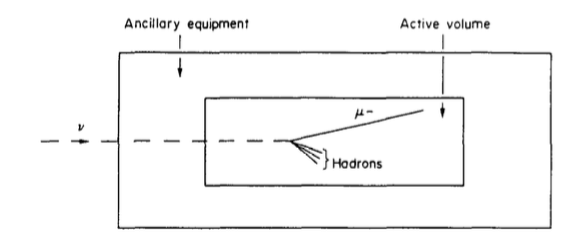 Ancillary equipment
Active volume
ν
μ-
Hadrons